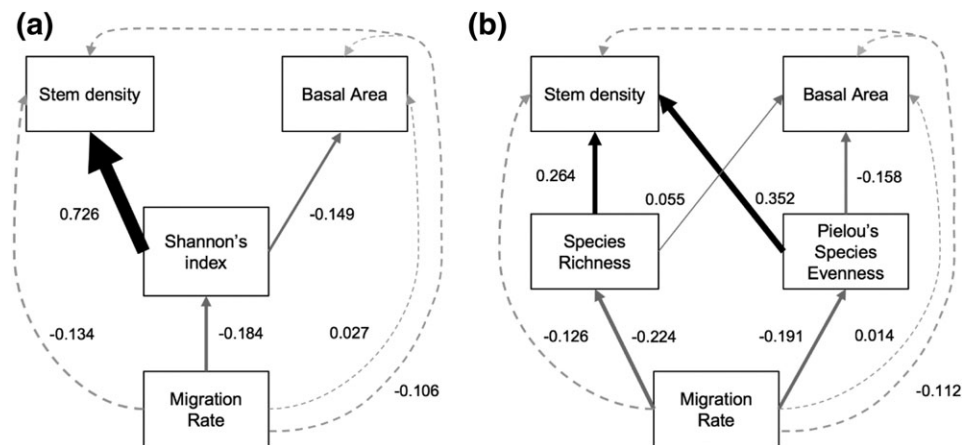 (a)
Stem density
Basal Area
0.726
-0.149
Shannon's
index
-0.134
-0.184
0.027
-0.106
Migration
Rate
(b)
Stem density
Basal Area
0.264
0.055
0.352
-0.158
Species
Richness
Pielou's
Species
Evenness
-0.126
-0.224
-0.191
0.014
-0.112
Migration
Rate